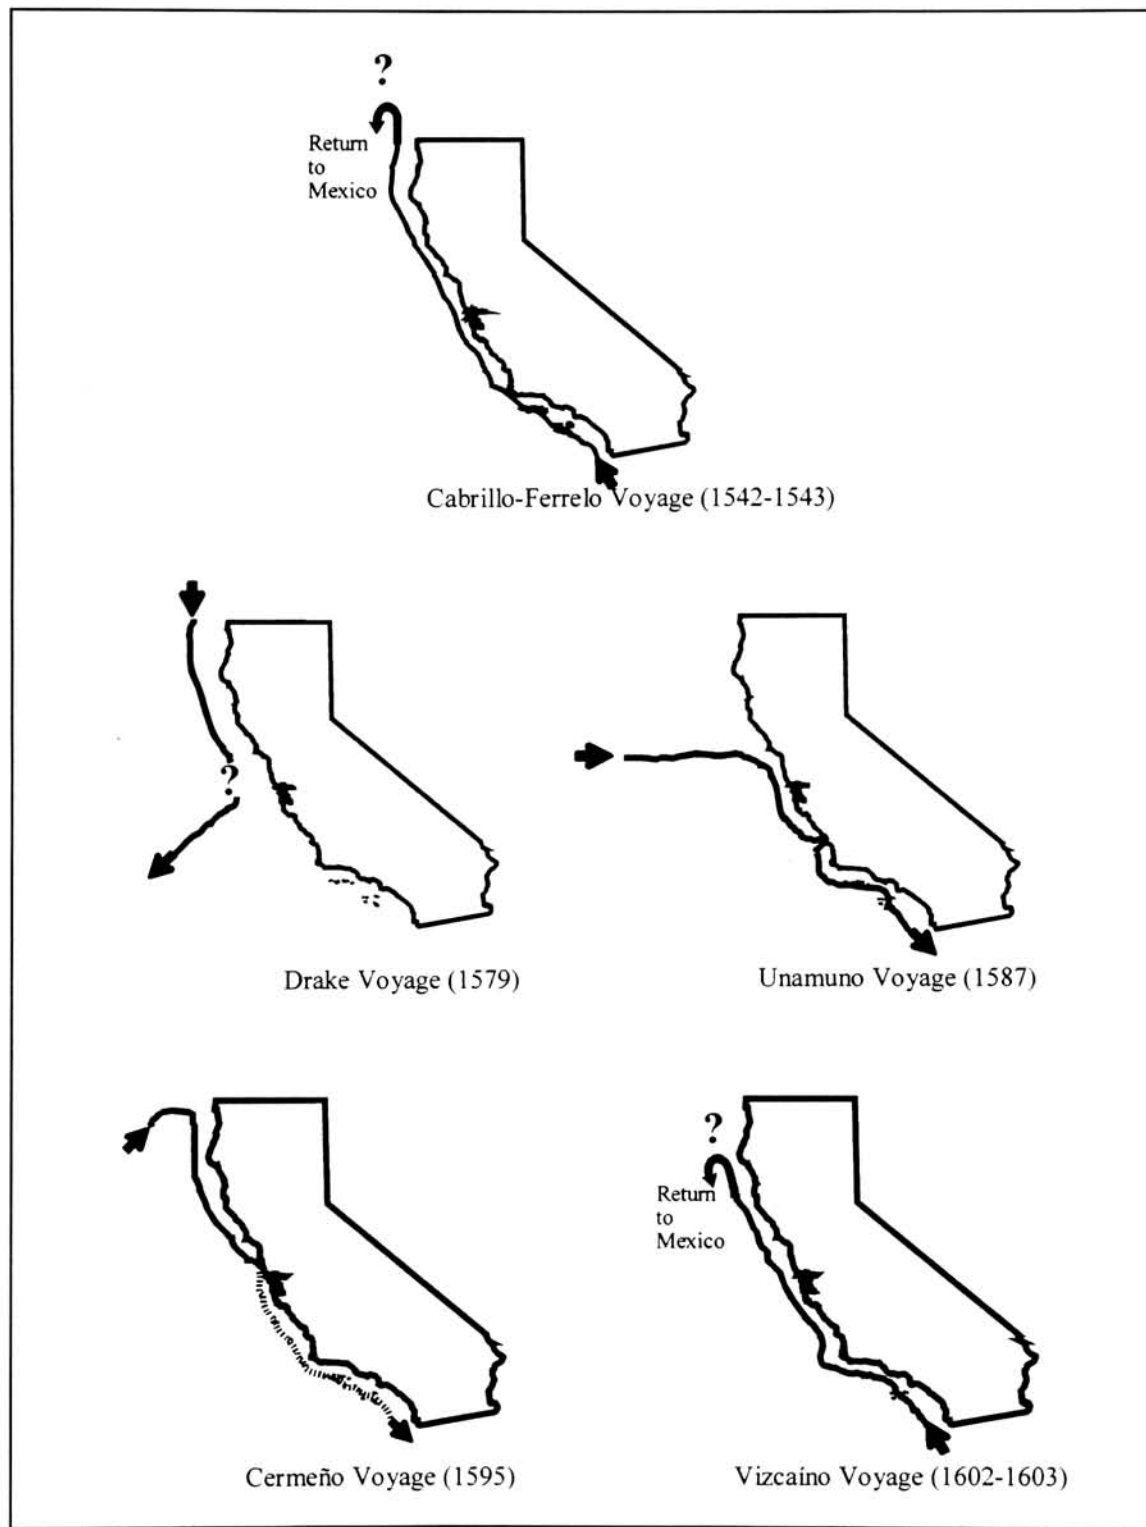 ?
Return
to
Mexico
Cabrillo-Ferrelo Voyage (1542-1543)
?
Drake Voyage (1579)
Unamuno Voyage (1587)
?
Return
to
Mexico
Cermeño Voyage (1595)
Vizcaíno Voyage (1602-1603)